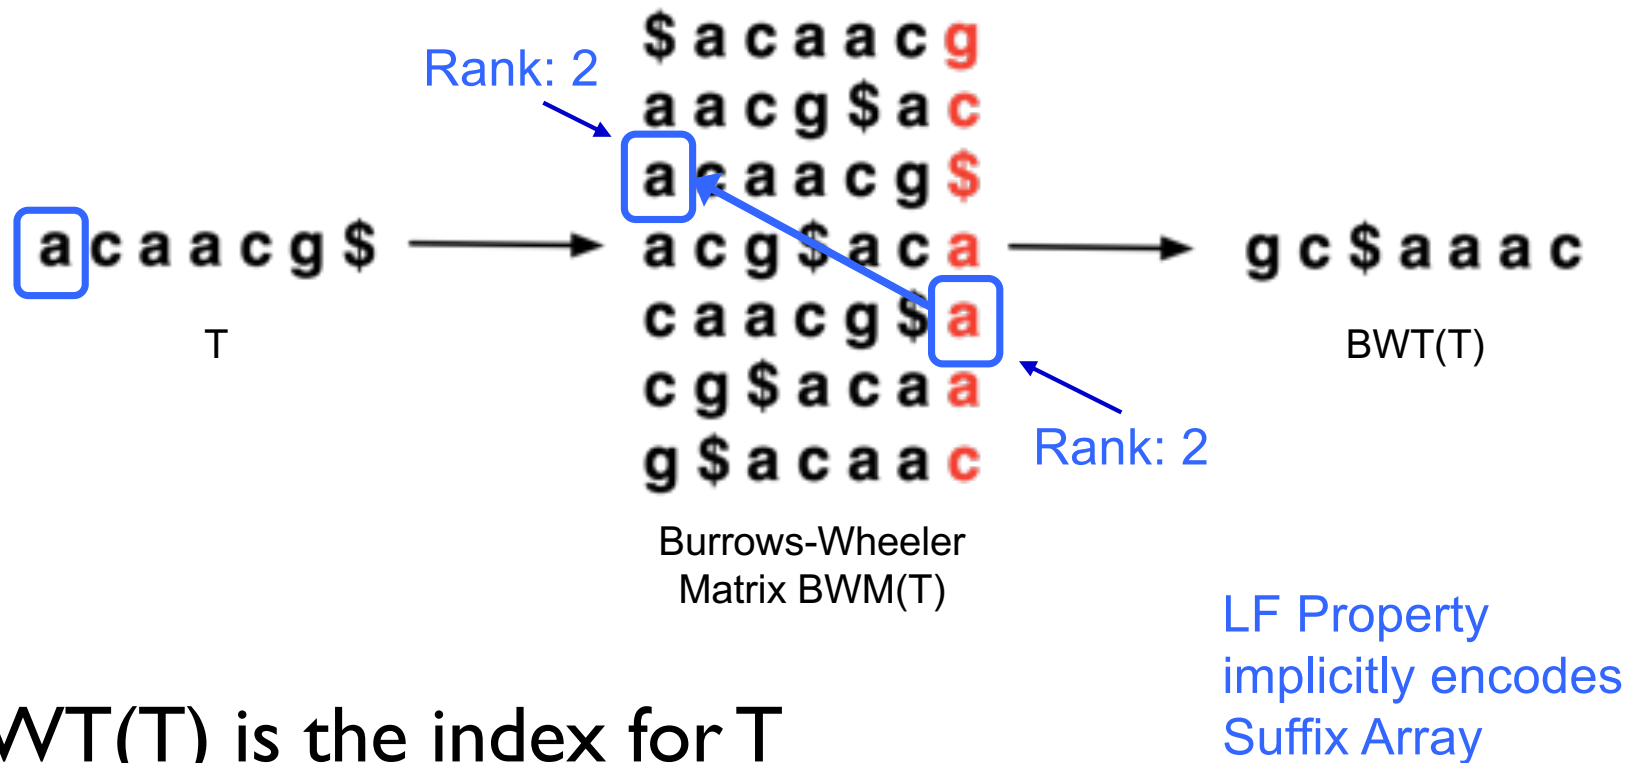 $ a c a a c g
Rank: 2
a a c g $ a c
a c a a c g $
a c a a c g $
a c g $ a c a
g c $ a a a c
c a a c g $ a
T
BWT(T)
c g $ a c a a
Rank: 2
g $ a c a a c
Burrows-Wheeler
Matrix BWM(T)
LF Property
implicitly encodes
Suffix Array
WT(T) is the index for T